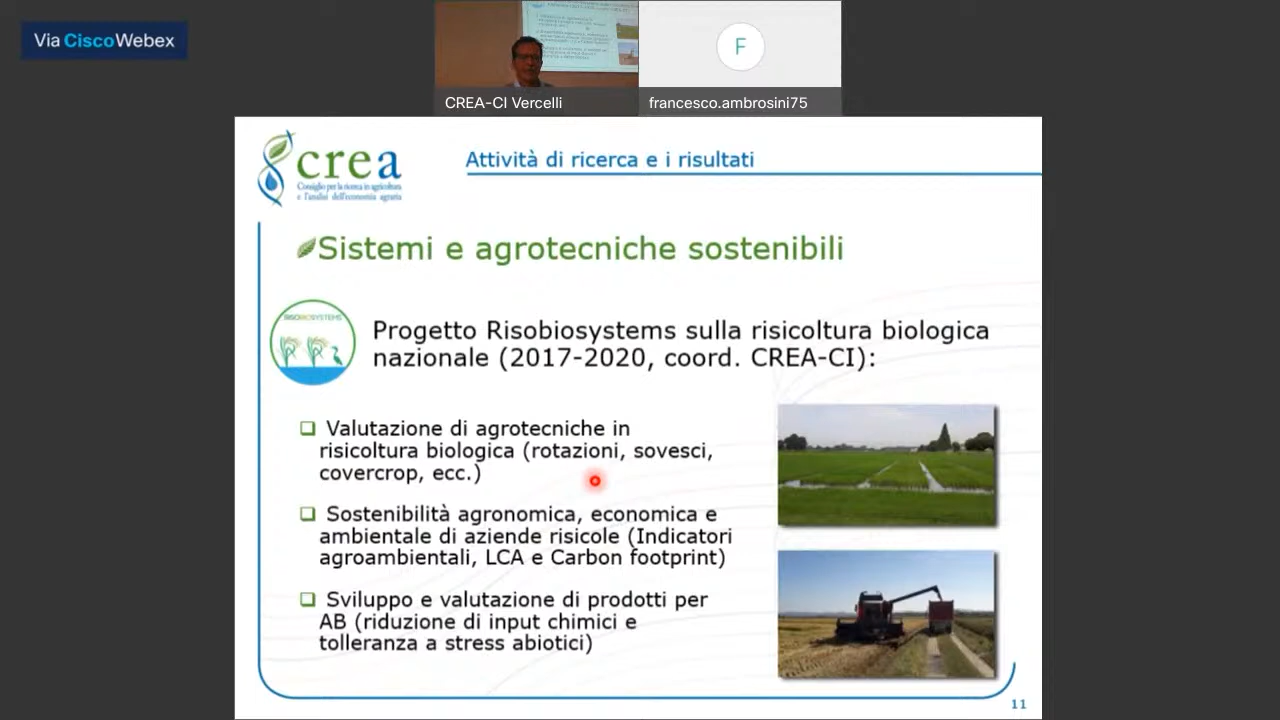 Via CiscoWebex
CREA-CI Vercelli
F
francesco.ambrosini75
crea
Consiglio per la ricerca in agricoltura
e l'analisi dell'economia agraria
Attività di ricerca e i risultati
Sistemi e agrotecniche sostenibili
RISOBIOSYSTEMS
Progetto Risobiosystems sulla risicoltura biologica
nazionale (2017-2020, coord. CREA-CI):
Valutazione di agrotecniche in
risicoltura biologica (rotazioni, sovesci,
covercrop, ecc.)
Sostenibilità agronomica, economica e
ambientale di aziende risicole (Indicatori
agroambientali, LCA e Carbon footprint)
Sviluppo e valutazione di prodotti per
AB (riduzione di input chimici e
tolleranza a stress abiotici)
11